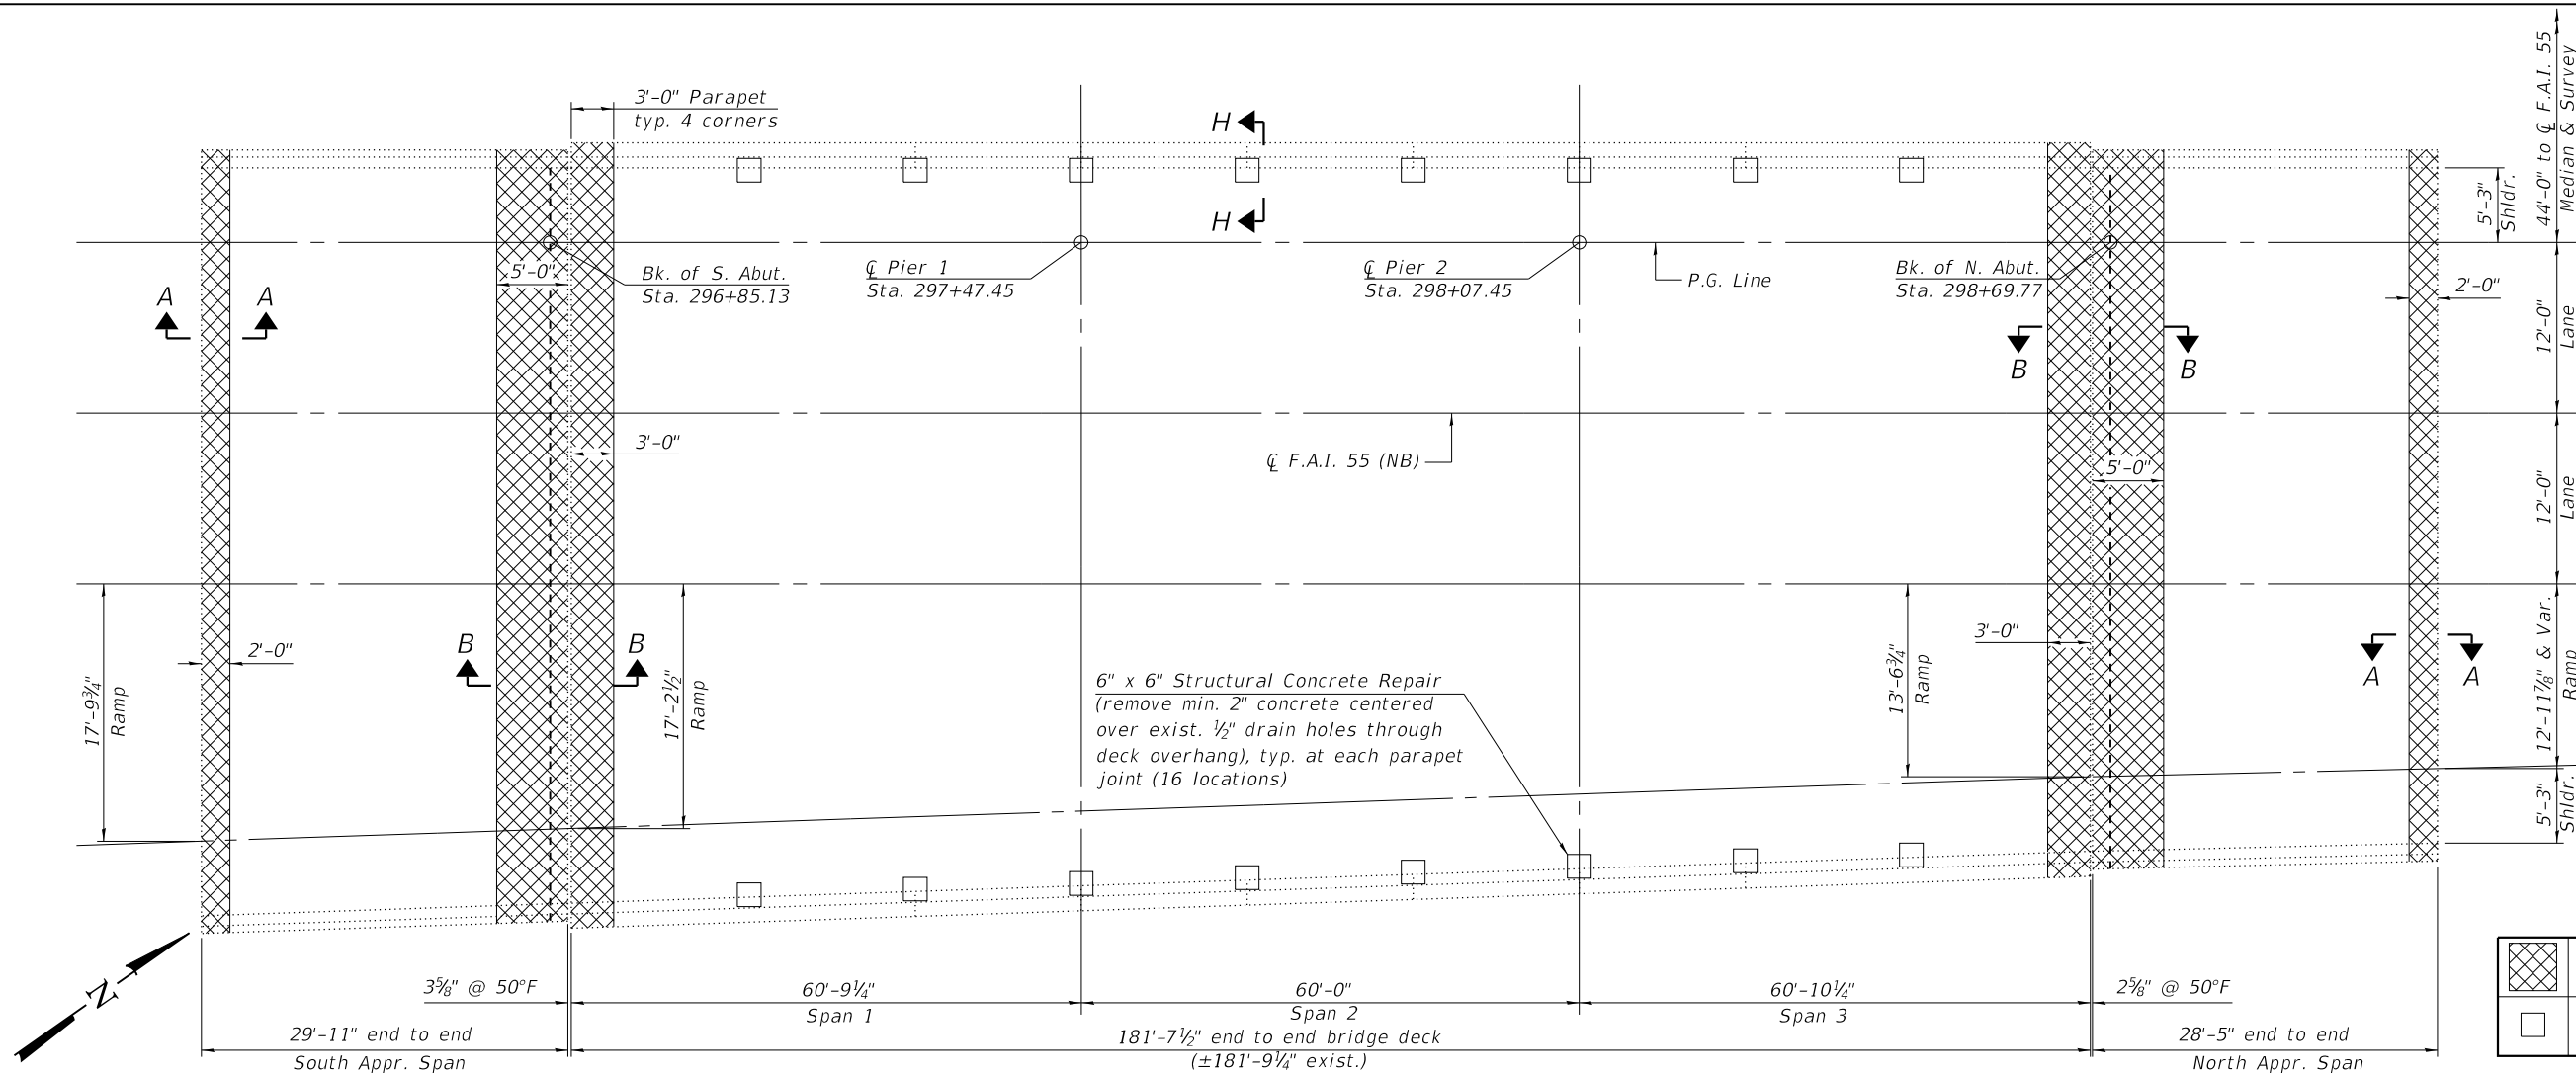 3'-0" Parapet
typ. 4 corners
H
H
44'-0" to ℄ F.A.I. 55
Median & Survey
5'-3"
Shldr.
5'-0"
Bk. of S. Abut.
Sta. 296+85.13
℄ Pier 1
Sta. 297+47.45
℄ Pier 2
Sta. 298+07.45
P.G. Line
Bk. of N. Abut.
Sta. 298+69.77
2'-0"
A
A
B
B
12'-0"
Lane
3'-0"
℄ F.A.I. 55 (NB)
5'-0"
12'-0"
Lane
2'-0"
B
B
17'-9¾"
Ramp
17'-2½"
Ramp
6" x 6" Structural Concrete Repair
(remove min. 2" concrete centered
over exist. ½" drain holes through
deck overhang), typ. at each parapet
joint (16 locations)
13'-6¾"
Ramp
3'-0"
A
A
12'-11⅞" & Var.
Ramp
5'-3"
Shldr.
N
3⅝" @ 50°F
60'-9¼"
Span 1
60'-0"
Span 2
60'-10¼"
Span 3
2⅝" @ 50°F
29'-11" end to end
South Appr. Span
181'-7½" end to end bridge deck
(±181'-9¼" exist.)
28'-5" end to end
North Appr. Span